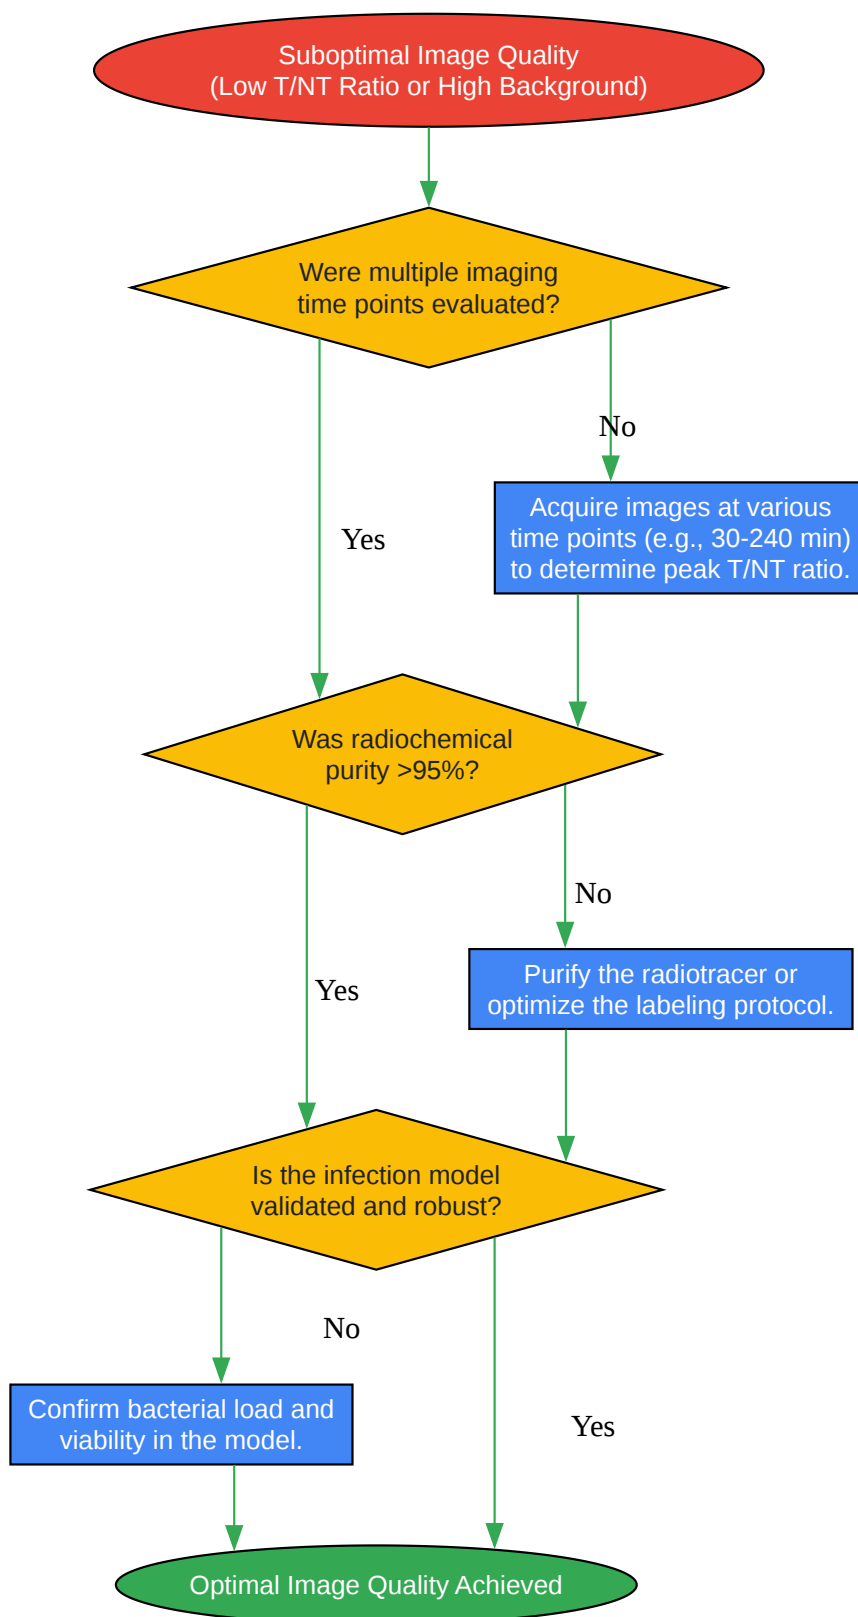 Suboptimal Image Quality
(Low T/NT Ratio or High Background)
Were multiple imaging
time points evaluated?
No
Acquire images at various
time points (e.g., 30-240 min)
to determine peak T/NT ratio.
Yes
Was radiochemical
purity >95%?
No
Purify the radiotracer or
optimize the labeling protocol.
Yes
Is the infection model
validated and robust?
No
Confirm bacterial load and
viability in the model.
Yes
Optimal Image Quality Achieved